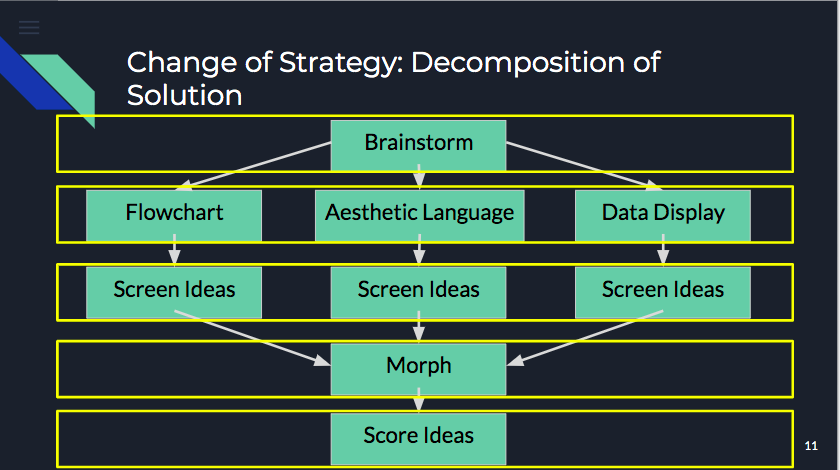 Change of Strategy: Decomposition of
Solution
Brainstorm
Flowchart
Aesthetic Language
Data Display
Screen Ideas
Screen Ideas
Screen Ideas
Morph
Score Ideas
11